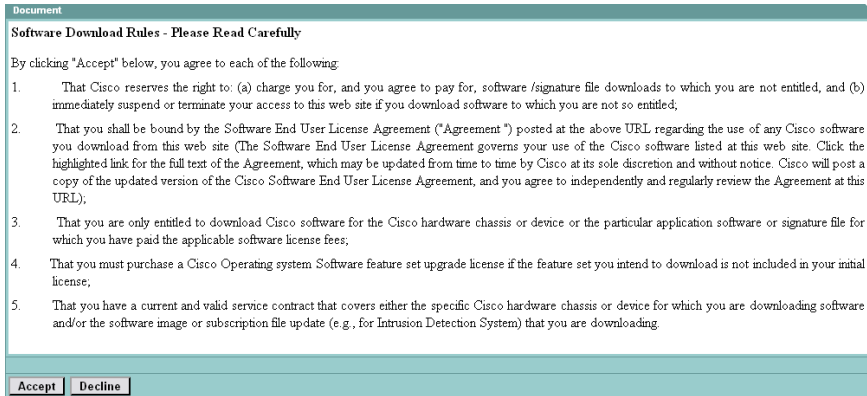 Document
Software Download Rules - Please Read Carefully
By clicking "Accept" below, you agree to each of the following:
1. That Cisco reserves the right to: (a) charge you for, and you agree to pay for, software /signature file downloads to which you are not entitled, and (b)
immediately suspend or terminate your access to this web site if you download software to which you are not so entitled;
2. That you shall be bound by the Software End User License Agreement ("Agreement ") posted at the above URL regarding the use of any Cisco software
you download from this web site (The Software End User License Agreement governs your use of the Cisco software listed at this web site. Click the
highlighted link for the full text of the Agreement, which may be updated from time to time by Cisco at its sole discretion and without notice. Cisco will post a
copy of the updated version of the Cisco Software End User License Agreement, and you agree to independently and regularly review the Agreement at this
URL);
3. That you are only entitled to download Cisco software for the Cisco hardware chassis or device or the particular application software or signature file for
which you have paid the applicable software license fees;
4. That you must purchase a Cisco Operating system Software feature set upgrade license if the feature set you intend to download is not included in your initial
license;
5. That you have a current and valid service contract that covers either the specific Cisco hardware chassis or device for which you are downloading software
and/or the software image or subscription file update (e.g., for Intrusion Detection System) that you are downloading.
Accept Decline